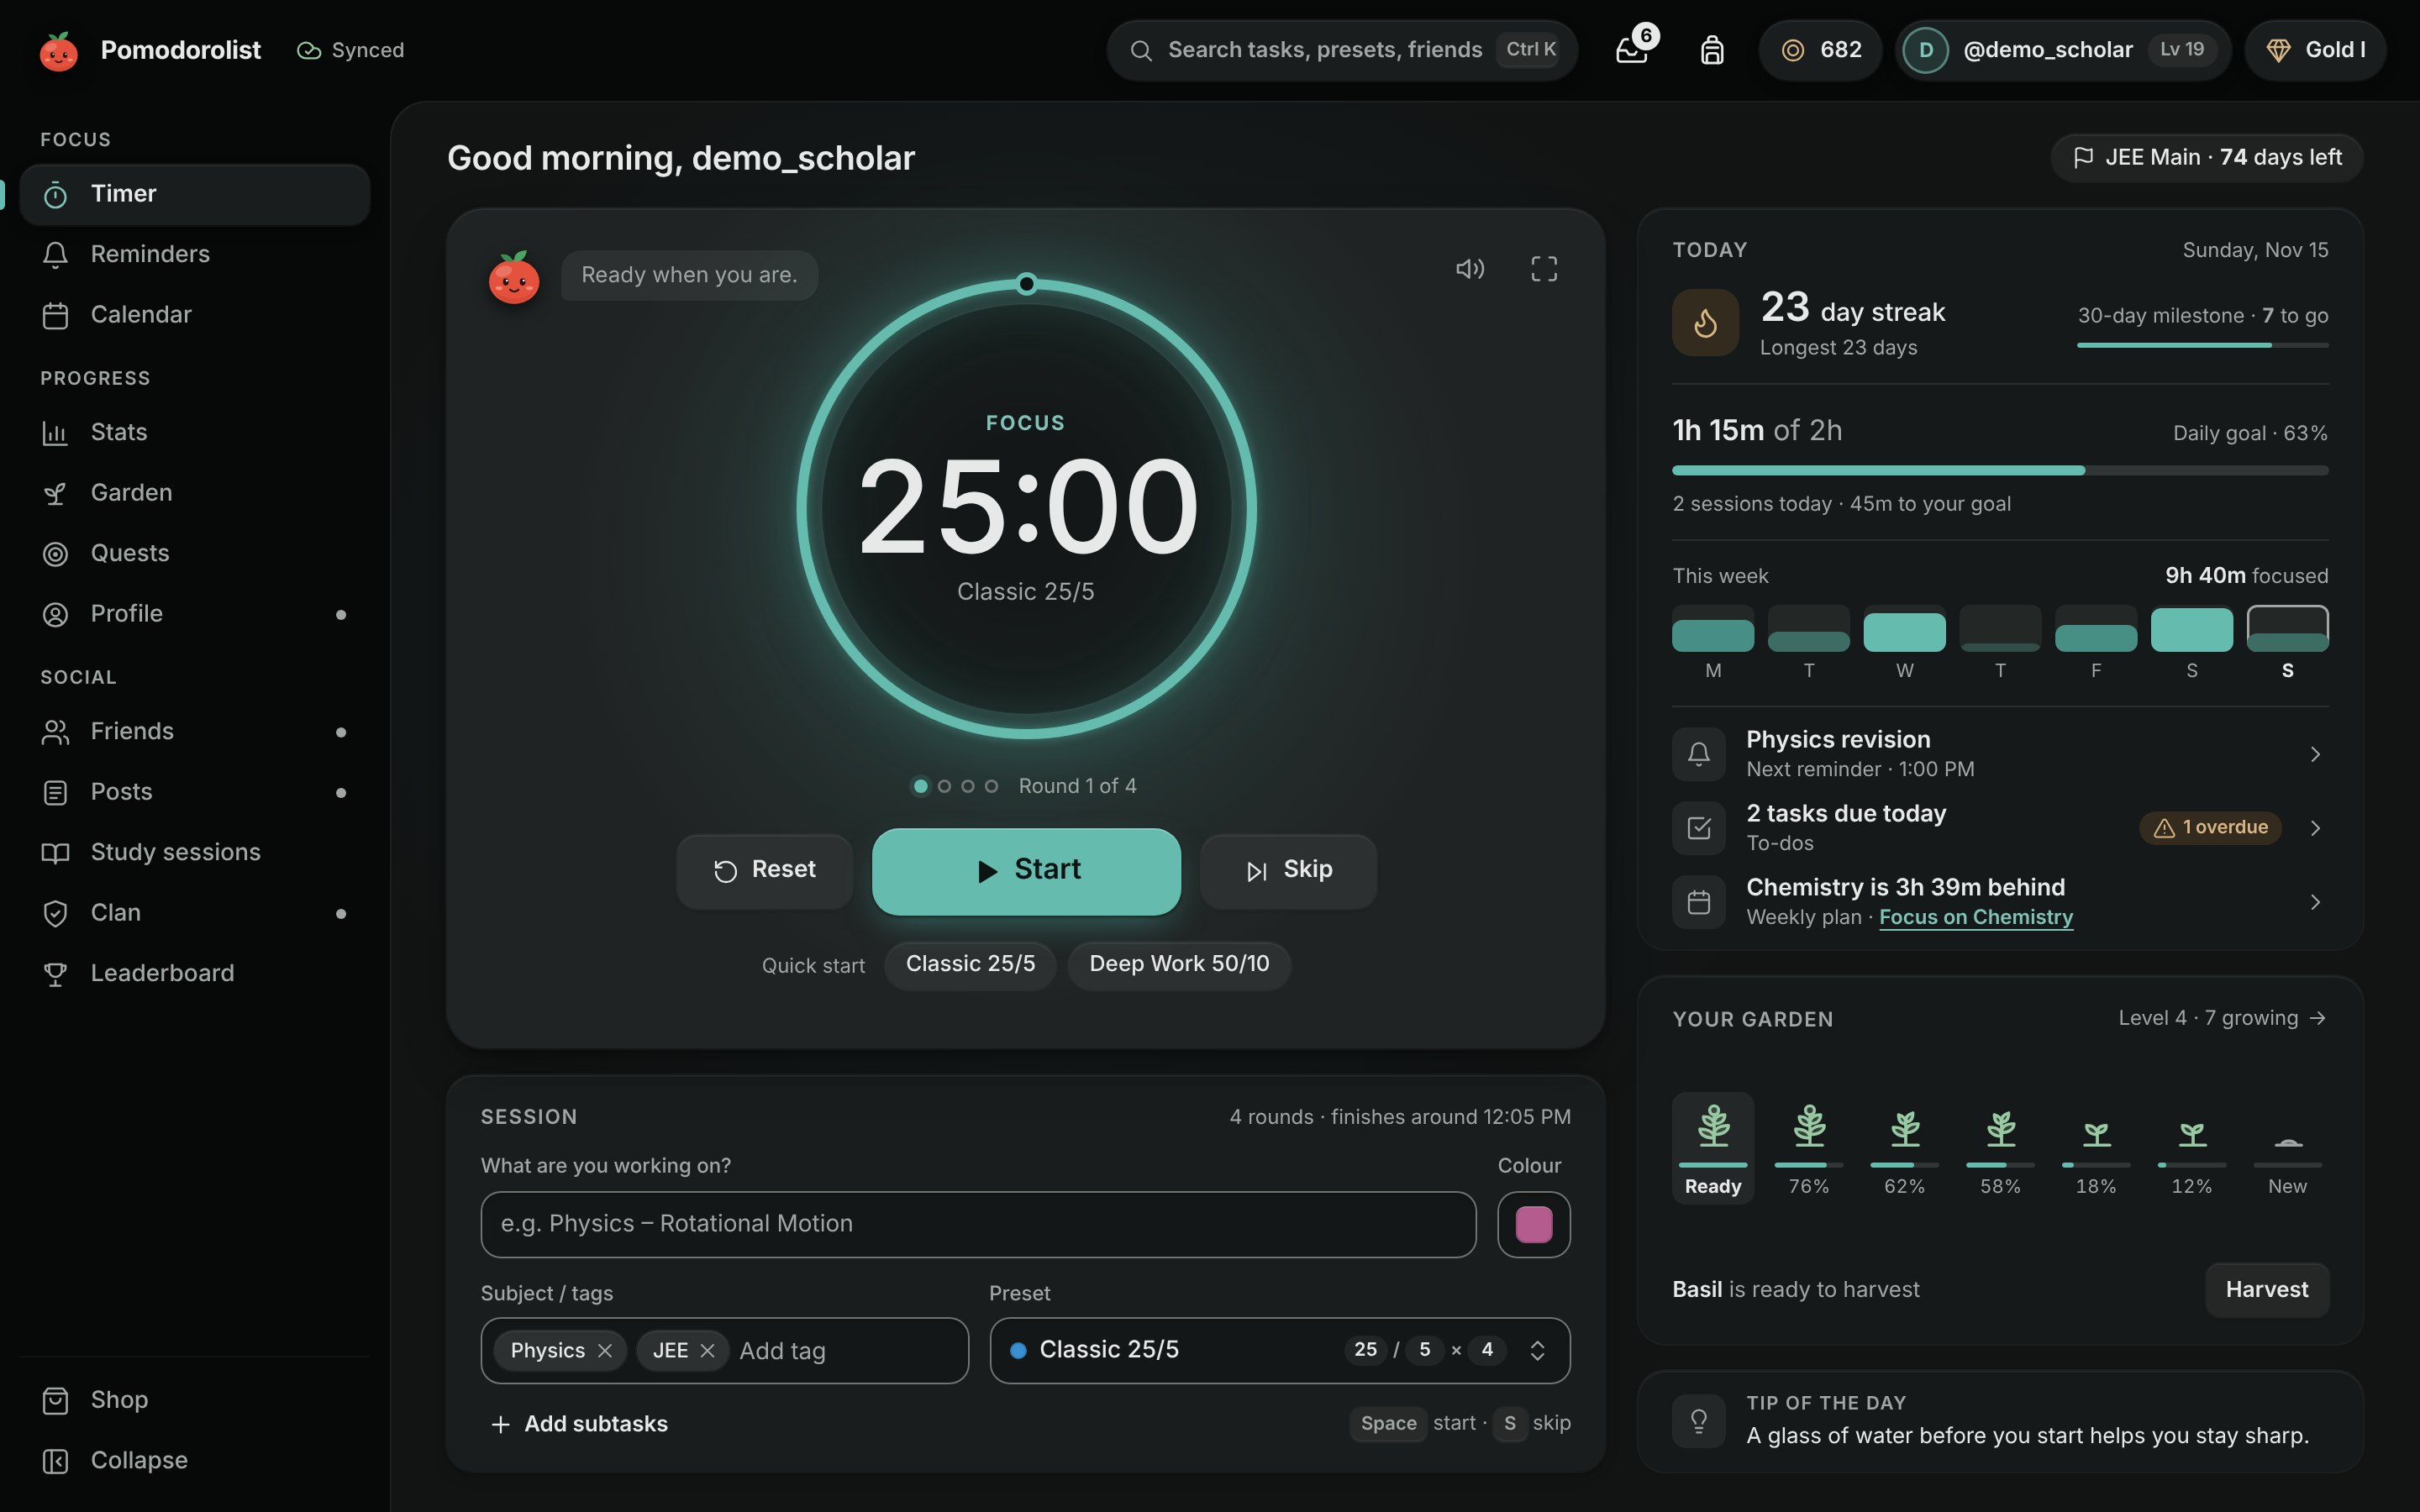 Pomodorolist
Synced
Search tasks, presets, friends
Ctrl K
6
682
D
@demo_scholar
Lv 19
Gold I
FOCUS
Timer
Reminders
Calendar
PROGRESS
Stats
Garden
Quests
Profile
SOCIAL
Friends
Posts
Study sessions
Clan
Leaderboard
Shop
Collapse
Good morning, demo_scholar
JEE Main · 74 days left
Ready when you are.
FOCUS
25:00
Classic 25/5
Round 1 of 4
Reset
Start
Skip
Quick start
Classic 25/5
Deep Work 50/10
SESSION
4 rounds · finishes around 12:05 PM
What are you working on?
Colour
e.g. Physics – Rotational Motion
Subject / tags
Preset
Physics
JEE
Add tag
Classic 25/5
25 / 5 × 4
Add subtasks
Space start · S skip
TODAY
Sunday, Nov 15
23 day streak
Longest 23 days
30-day milestone · 7 to go
1h 15m of 2h
Daily goal · 63%
2 sessions today · 45m to your goal
This week
9h 40m focused
M T W T F S S
Physics revision
Next reminder · 1:00 PM
2 tasks due today
To-dos
1 overdue
Chemistry is 3h 39m behind
Weekly plan · Focus on Chemistry
YOUR GARDEN
Level 4 · 7 growing
Ready 76% 62% 58% 18% 12% New
Basil is ready to harvest
Harvest
TIP OF THE DAY
A glass of water before you start helps you stay sharp.